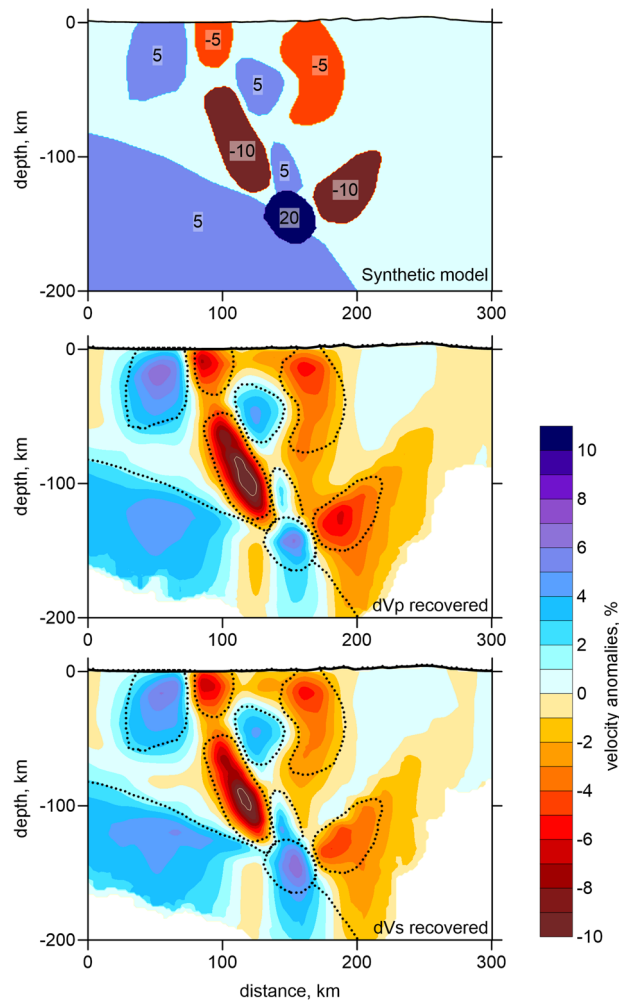 0
5
-5
-5
5
depth, km
-100
-10
5
-10
5
20
Synthetic model
-200
0 100 200 300
0
depth, km
-100
-200
dVp recovered
0 100 200 300
10
8
6
4
2
0
-2
-4
-6
-8
-10
velocity anomalies, %
0
depth, km
-100
-200
dVs recovered
0 100 200 300
distance, km